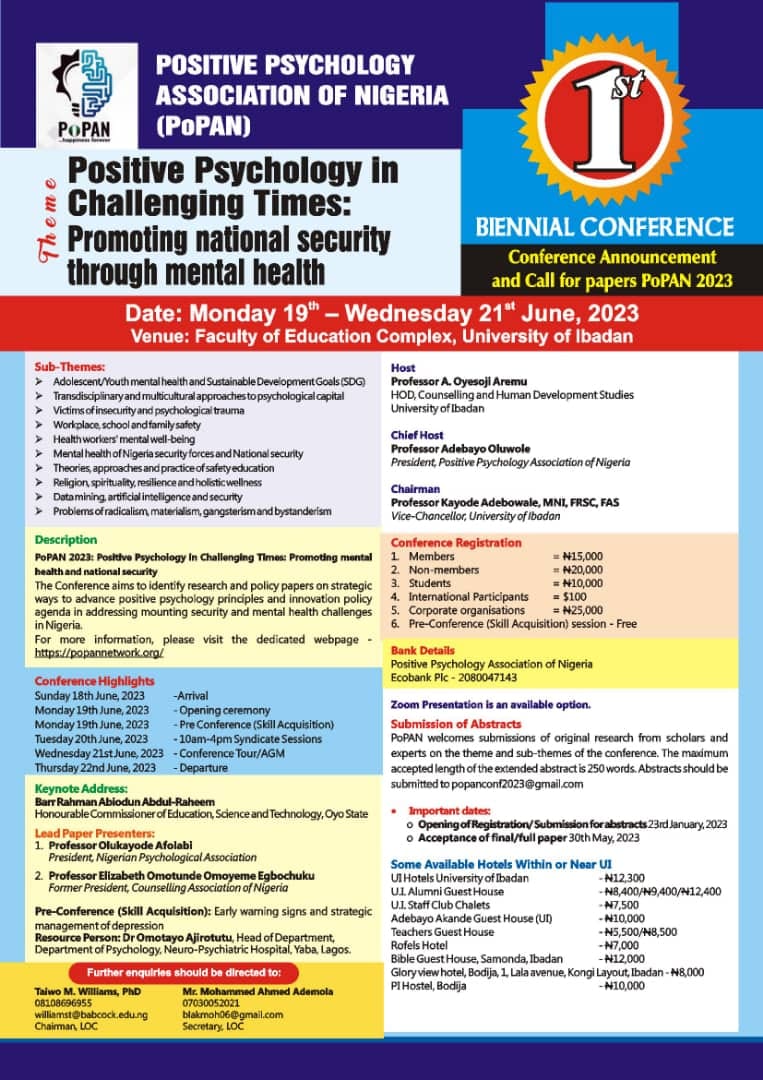 PoPAN
...happiness forever
POSITIVE PSYCHOLOGY
ASSOCIATION OF NIGERIA
(PoPAN)
1st
BIENNIAL CONFERENCE
Conference Announcement
and Call for papers PoPAN 2023
Theme
Positive Psychology in
Challenging Times:
Promoting national security
through mental health
Date: Monday 19th – Wednesday 21st June, 2023
Venue: Faculty of Education Complex, University of Ibadan
Sub-Themes:
➢ Adolescent/Youth mental health and Sustainable Development Goals (SDG)
➢ Transdisciplinary and multicultural approaches to psychological capital
➢ Victims of insecurity and psychological trauma
➢ Workplace, school and family safety
➢ Health workers' mental well-being
➢ Mental health of Nigeria security forces and National security
➢ Theories, approaches and practice of safety education
➢ Religion, spirituality, resilience and holistic wellness
➢ Data mining, artificial intelligence and security
➢ Problems of radicalism, materialism, gangsterism and bystanderism
Description
PoPAN 2023: Positive Psychology in Challenging Times: Promoting mental
health and national security
The Conference aims to identify research and policy papers on strategic
ways to advance positive psychology principles and innovation policy
agenda in addressing mounting security and mental health challenges
in Nigeria.
For more information, please visit the dedicated webpage -
https://popannetwork.org/
Conference Highlights
Sunday 18th June, 2023 -Arrival
Monday 19th June, 2023 - Opening ceremony
Monday 19th June, 2023 - Pre Conference (Skill Acquisition)
Tuesday 20th June, 2023 - 10am-4pm Syndicate Sessions
Wednesday 21st June, 2023 - Conference Tour/AGM
Thursday 22nd June, 2023 - Departure
Keynote Address:
Barr Rahman Abiodun Abdul-Raheem
Honourable Commissioner of Education, Science and Technology, Oyo State
Lead Paper Presenters:
1. Professor Olukayode Afolabi
President, Nigerian Psychological Association
2. Professor Elizabeth Omotunde Omoyeme Egbochuku
Former President, Counselling Association of Nigeria
Pre-Conference (Skill Acquisition): Early warning signs and strategic
management of depression
Resource Person: Dr Omotayo Ajirotutu, Head of Department,
Department of Psychology, Neuro-Psychiatric Hospital, Yaba, Lagos.
Further enquiries should be directed to:
Taiwo M. Williams, PhD
08108696955
williamst@babcock.edu.ng
Chairman, LOC
Mr. Mohammed Ahmed Ademola
07030052021
blakmoh06@gmail.com
Secretary, LOC
Host
Professor A. Oyesoji Aremu
HOD, Counselling and Human Development Studies
University of Ibadan
Chief Host
Professor Adebayo Oluwole
President, Positive Psychology Association of Nigeria
Chairman
Professor Kayode Adebowale, MNI, FRSC, FAS
Vice-Chancellor, University of Ibadan
Conference Registration
1. Members = ₦15,000
2. Non-members = ₦20,000
3. Students = ₦10,000
4. International Participants = $100
5. Corporate organisations = ₦25,000
6. Pre-Conference (Skill Acquisition) session - Free
Bank Details
Positive Psychology Association of Nigeria
Ecobank Plc - 2080047143
Zoom Presentation is an available option.
Submission of Abstracts
PoPAN welcomes submissions of original research from scholars and
experts on the theme and sub-themes of the conference. The maximum
accepted length of the extended abstract is 250 words. Abstracts should be
submitted to popanconf2023@gmail.com
• Important dates:
o Opening of Registration/ Submission for abstracts 23rd January, 2023
o Acceptance of final/full paper 30th May, 2023
Some Available Hotels Within or Near UI
UI Hotels University of Ibadan - ₦12,300
U.I. Alumni Guest House - ₦8,400/₦9,400/₦12,400
U.I. Staff Club Chalets - ₦7,500
Adebayo Akande Guest House (UI) - ₦10,000
Teachers Guest House - ₦5,500/₦8,500
Rofels Hotel - ₦7,000
Bible Guest House, Samonda, Ibadan - ₦12,000
Glory view hotel, Bodija, 1, Lala avenue, Kongi Layout, Ibadan - ₦8,000
PI Hostel, Bodija - ₦10,000